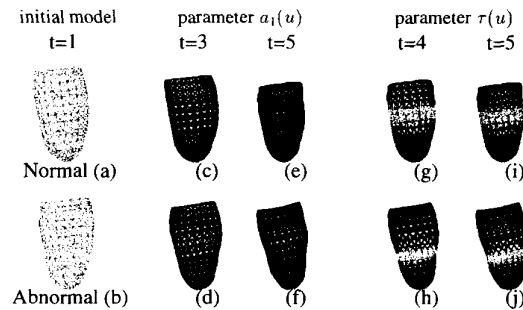 initial model parameter a₁(u) parameter τ(u)
t=1 t=3 t=5 t=4 t=5
Normal (a) (c) (e) (g) (i)
Abnormal (b) (d) (f) (h) (j)